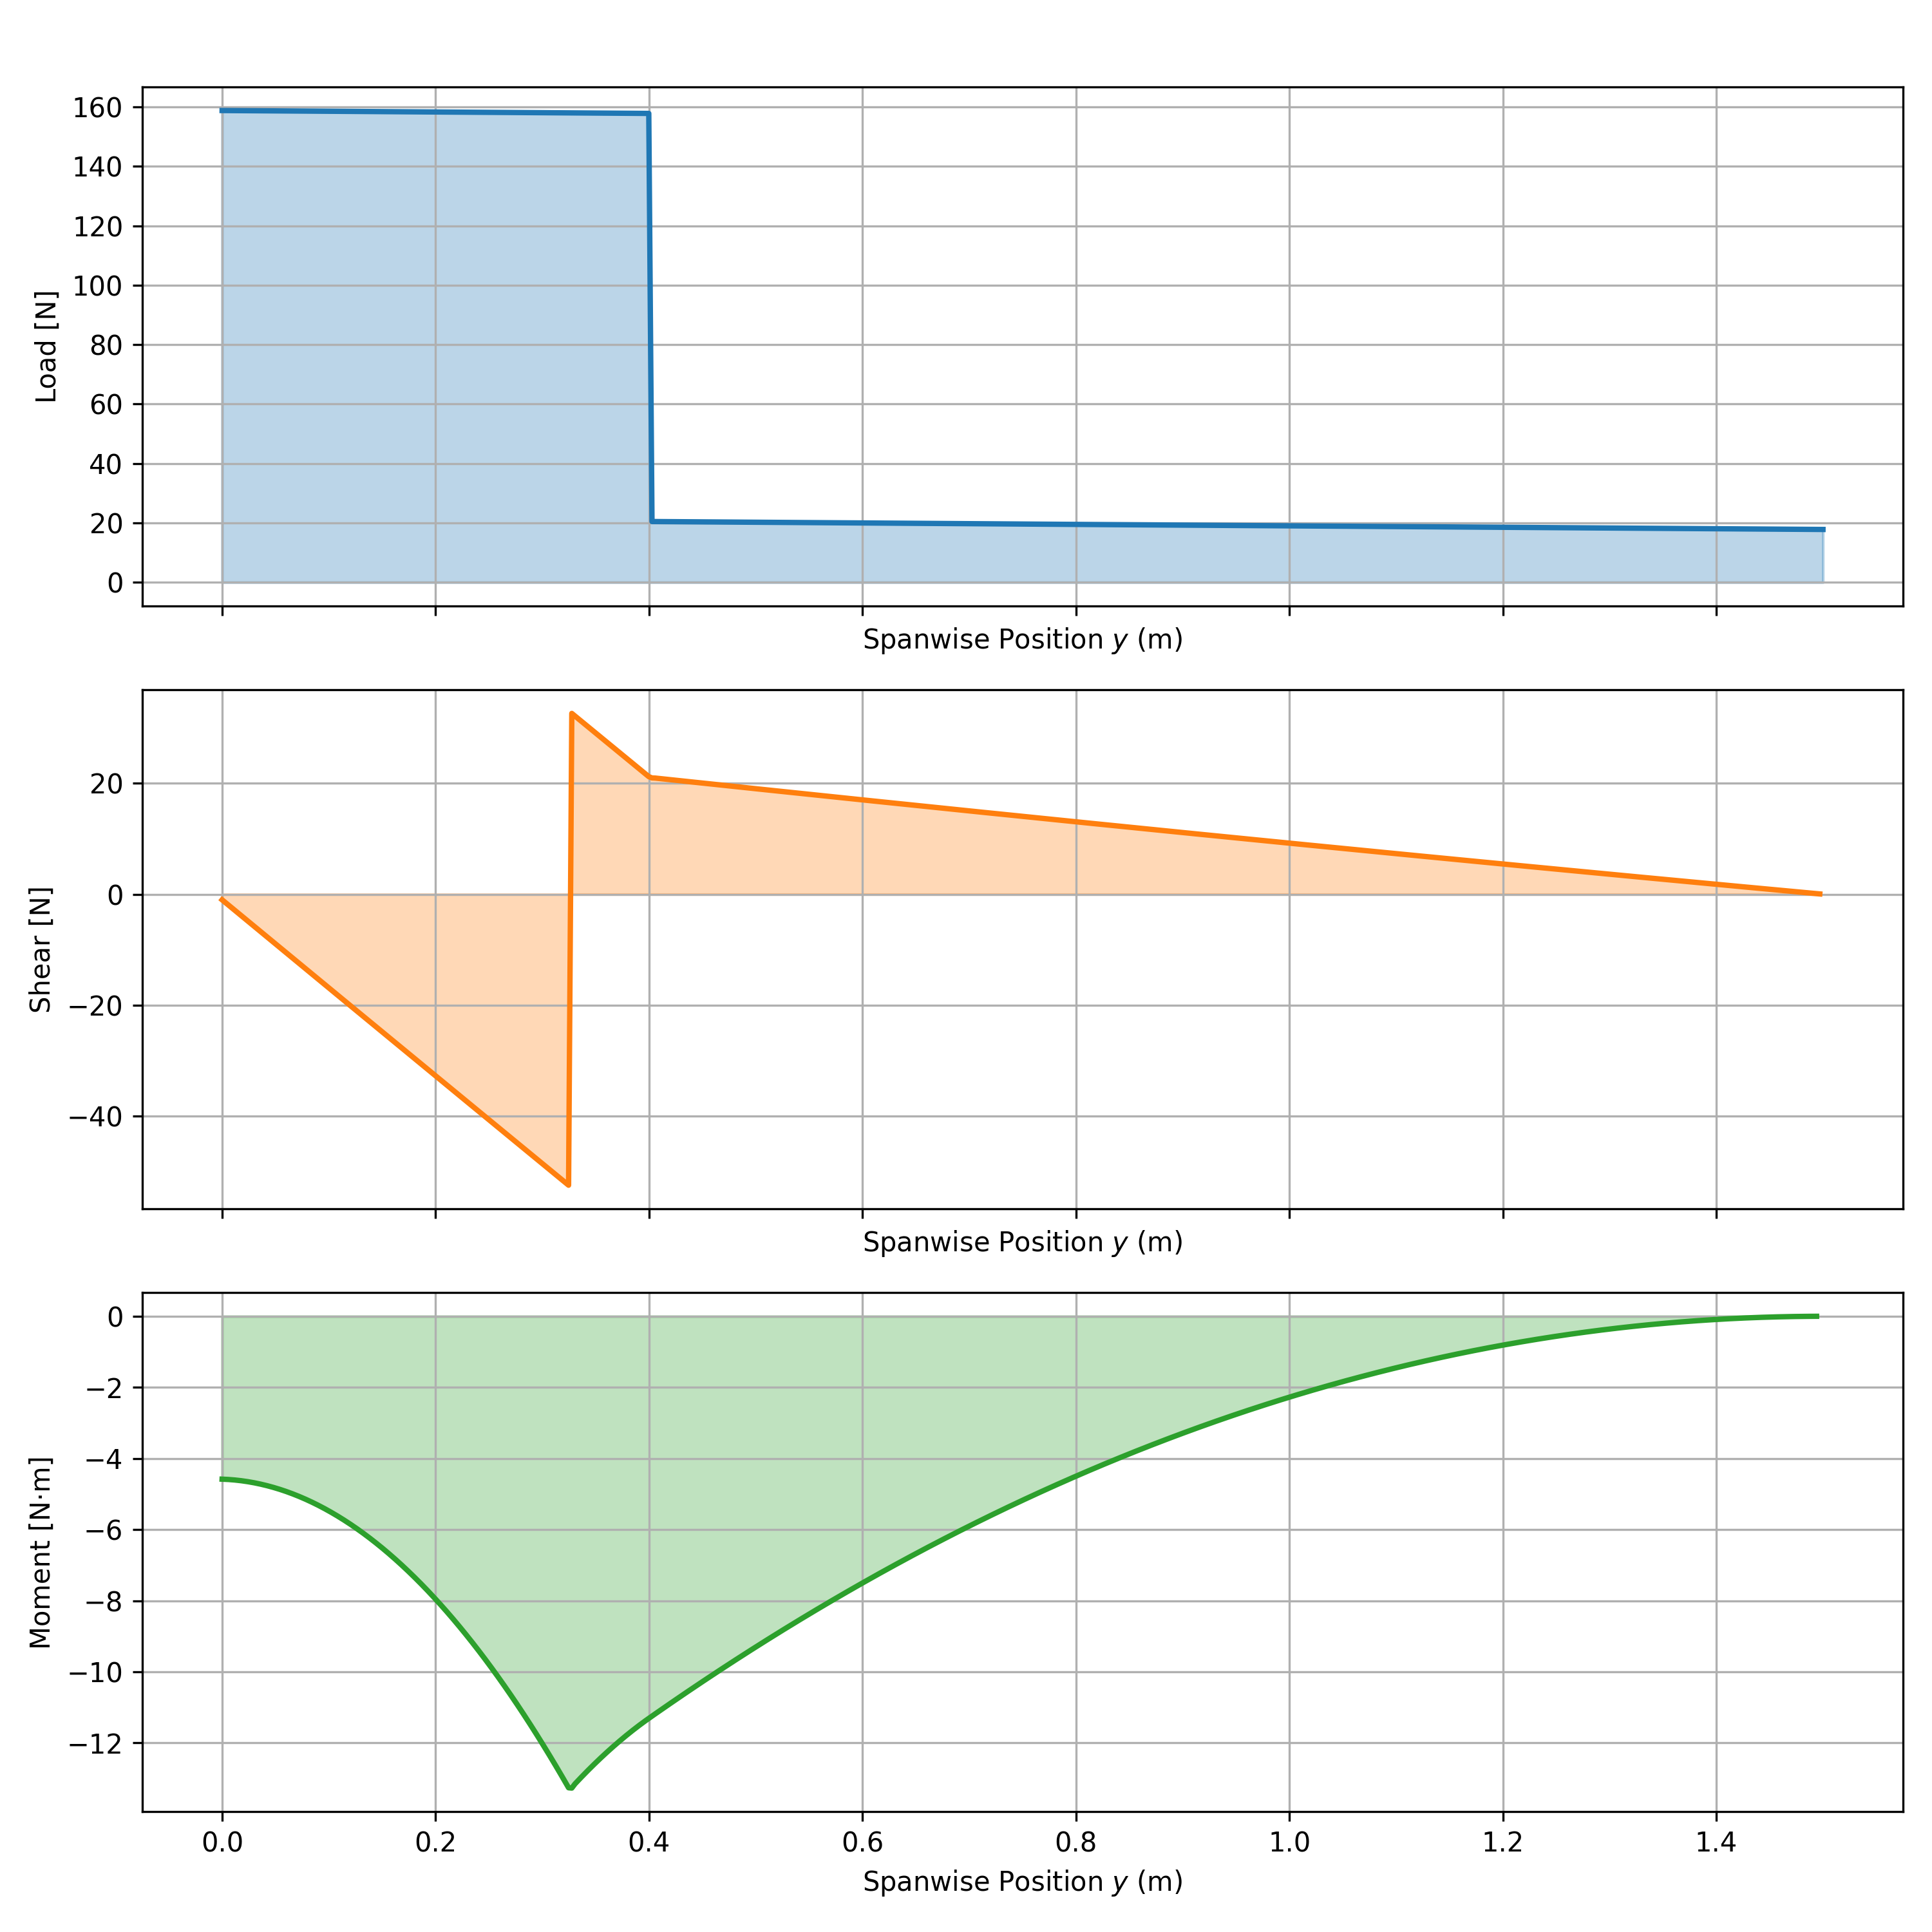 160
140
120
100
80
60
40
20
0
Load [N]
Spanwise Position y (m)
20
0
−20
−40
Shear [N]
Spanwise Position y (m)
0
−2
−4
−6
−8
−10
−12
Moment [N·m]
0.0 0.2 0.4 0.6 0.8 1.0 1.2 1.4
Spanwise Position y (m)